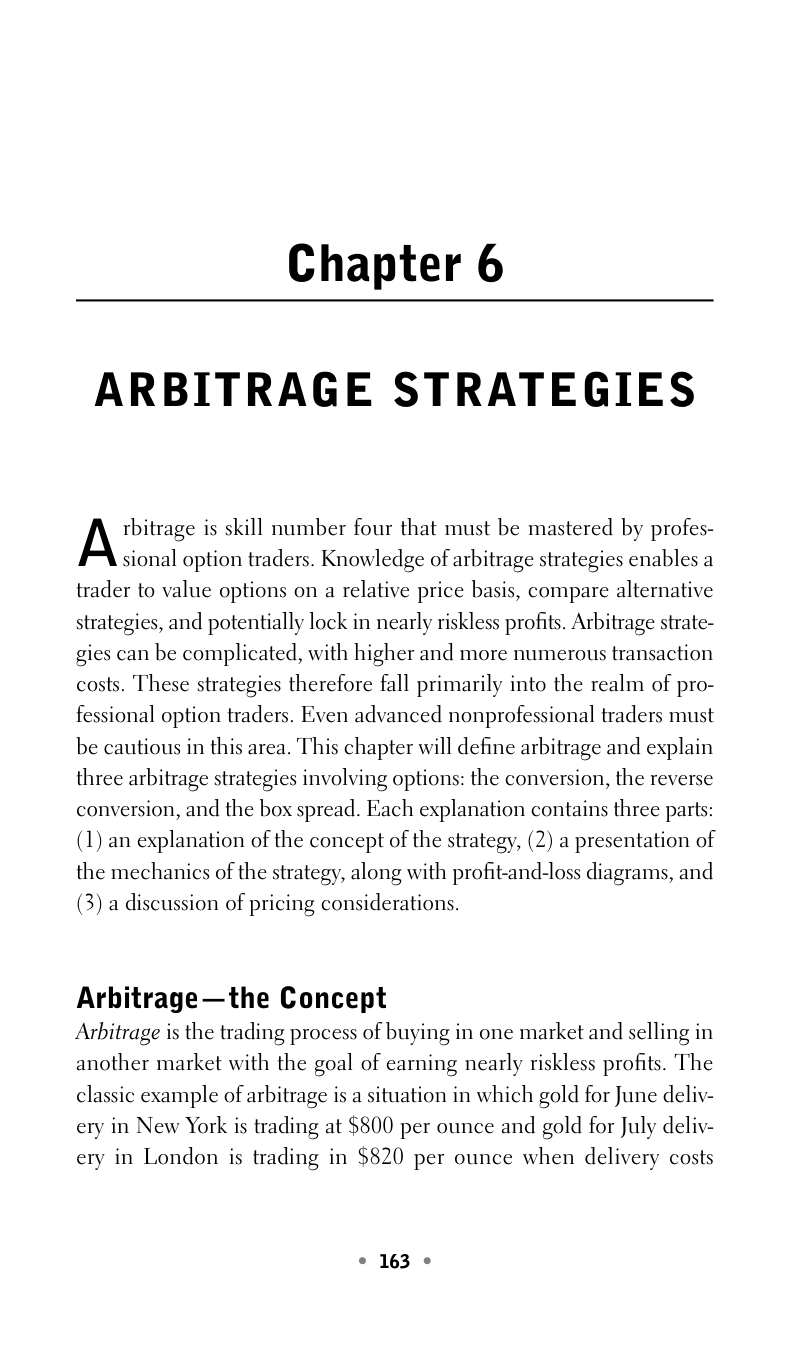 Chapter 6
ARBITRAGE STRATEGIES
Arbitrage is skill number four that must be mastered by profes-
sional option traders. Knowledge of arbitrage strategies enables a
trader to value options on a relative price basis, compare alternative
strategies, and potentially lock in nearly riskless profits. Arbitrage strate-
gies can be complicated, with higher and more numerous transaction
costs. These strategies therefore fall primarily into the realm of pro-
fessional option traders. Even advanced nonprofessional traders must
be cautious in this area. This chapter will define arbitrage and explain
three arbitrage strategies involving options: the conversion, the reverse
conversion, and the box spread. Each explanation contains three parts:
(1) an explanation of the concept of the strategy, (2) a presentation of
the mechanics of the strategy, along with profit-and-loss diagrams, and
(3) a discussion of pricing considerations.
Arbitrage—the Concept
Arbitrage is the trading process of buying in one market and selling in
another market with the goal of earning nearly riskless profits. The
classic example of arbitrage is a situation in which gold for June deliv-
ery in New York is trading at $800 per ounce and gold for July deliv-
ery in London is trading in $820 per ounce when delivery costs
• 163 •